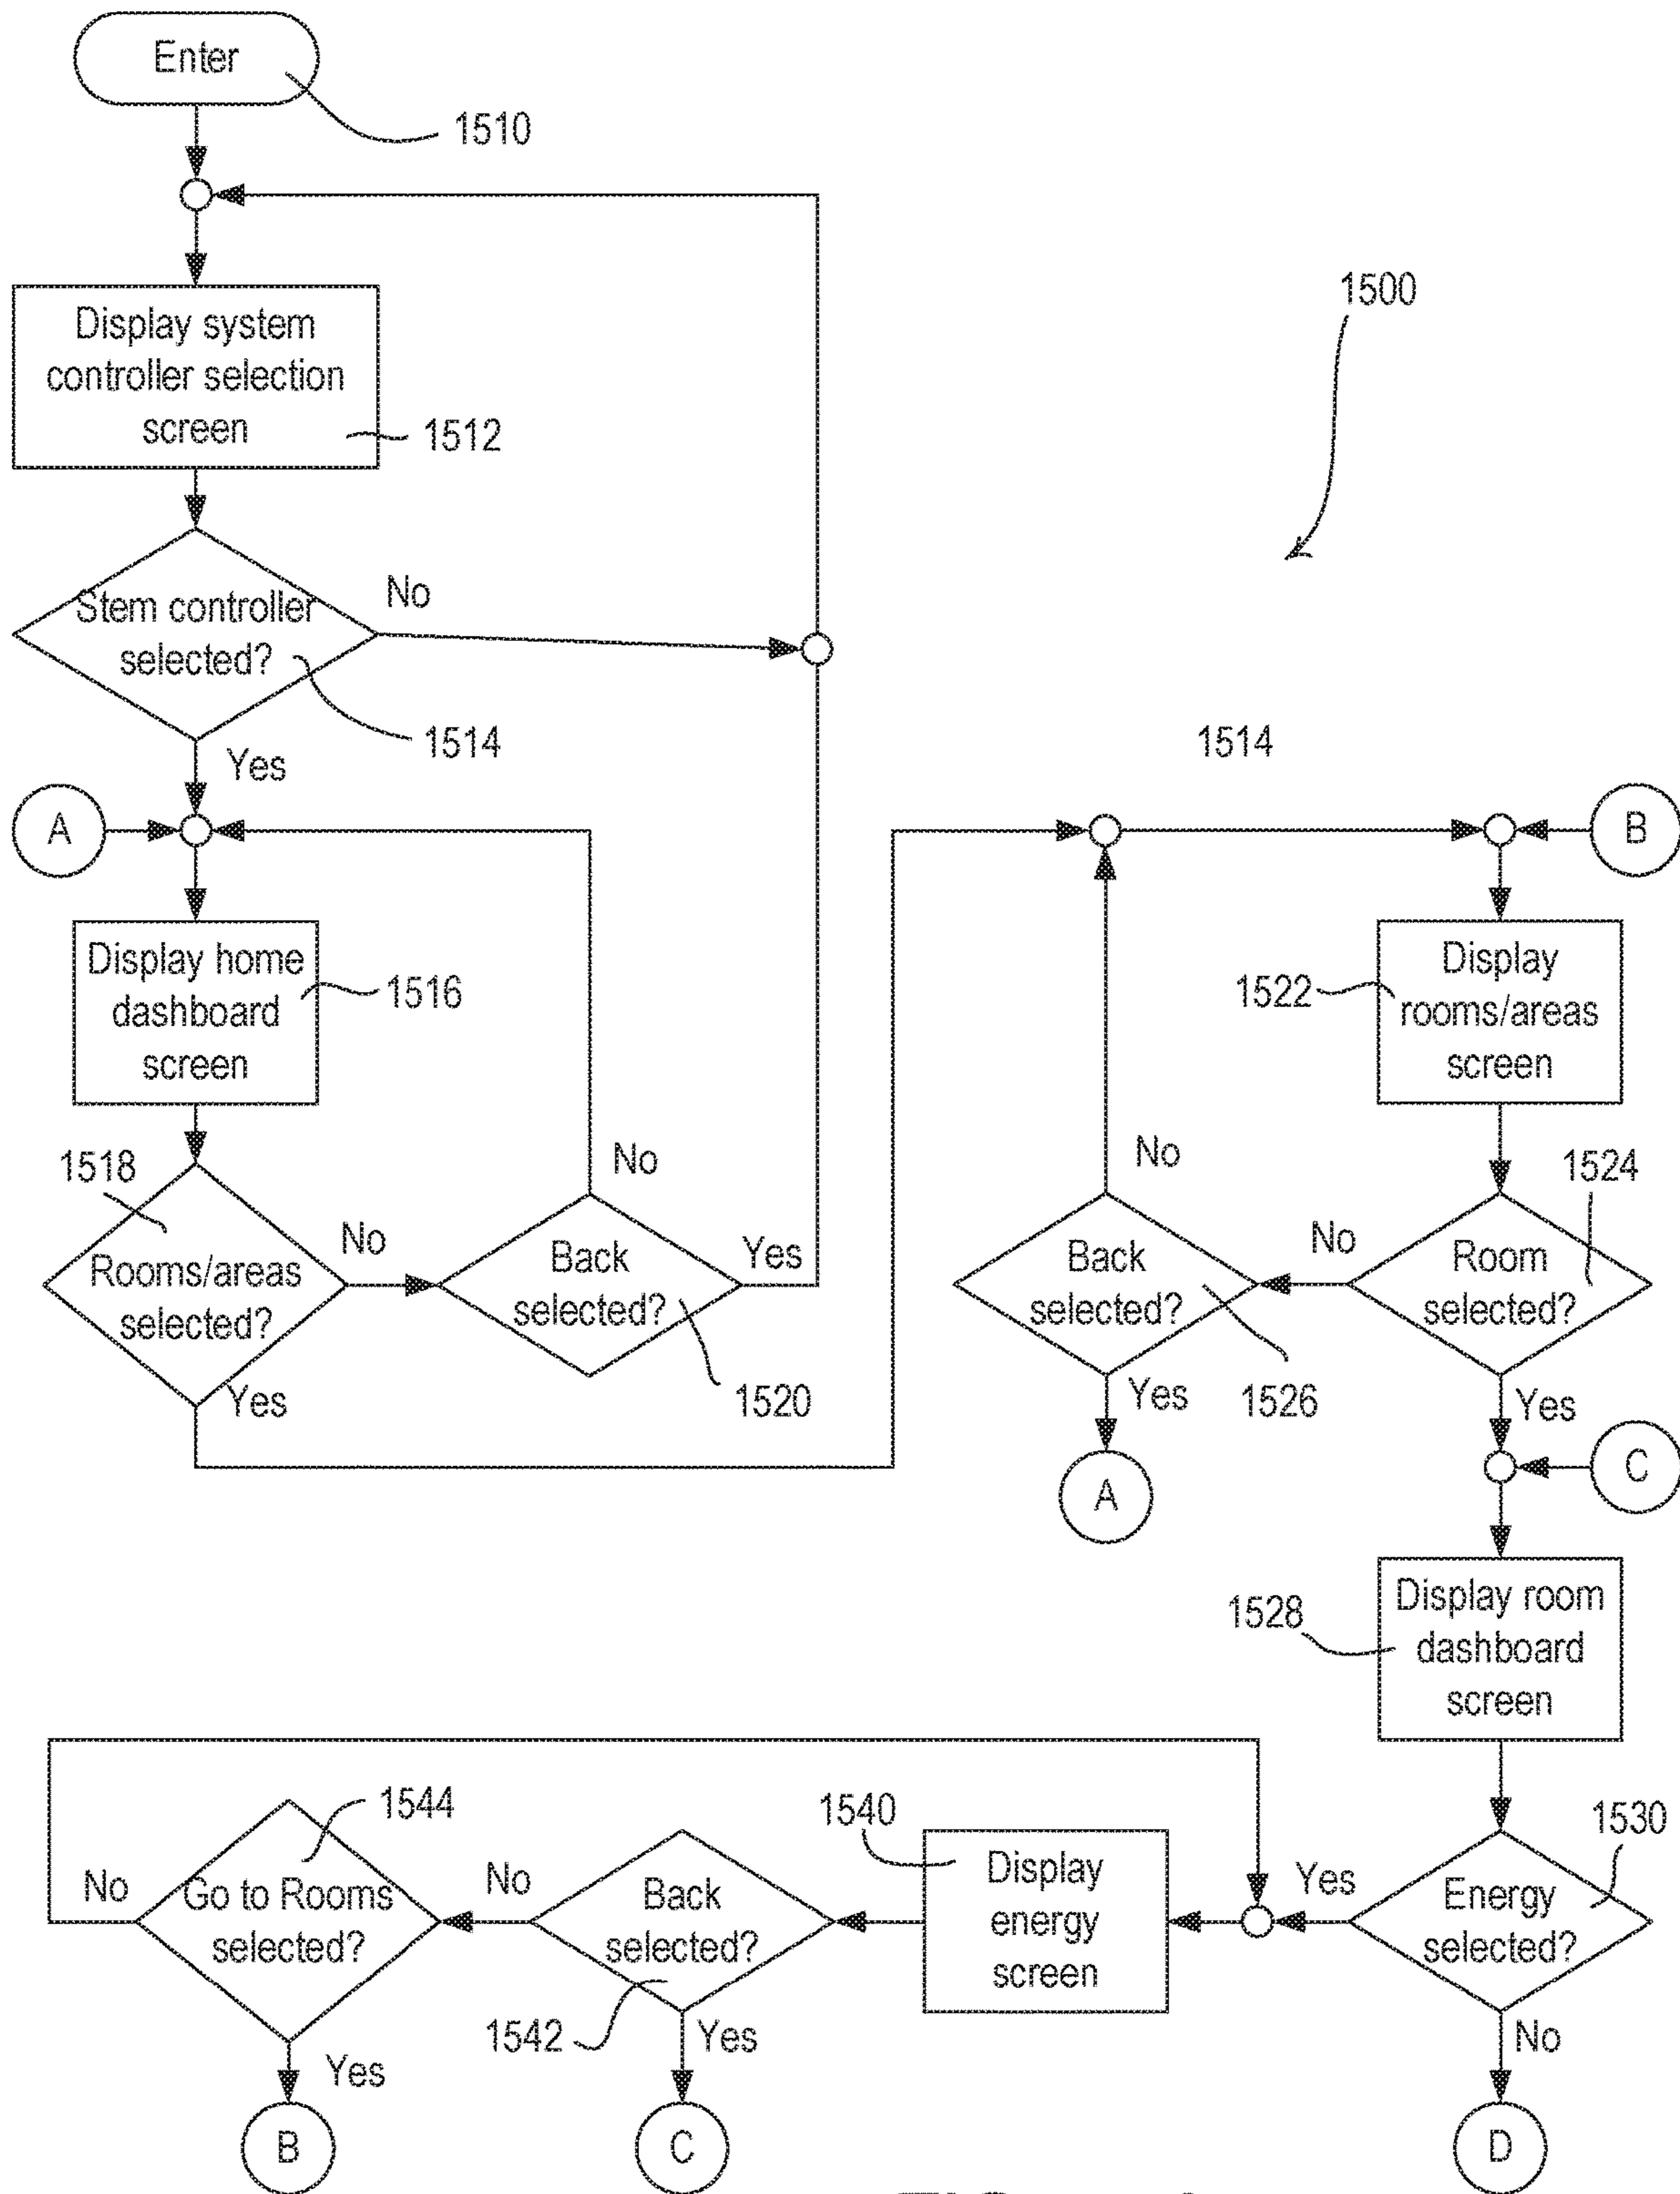 Enter
1510
1500
Display system
controller selection
screen
1512
Stem controller
selected?
No
1514
Yes
1514
A
B
Display home
dashboard
screen
1516
Display
rooms/areas
screen
1522
1518
Rooms/areas
selected?
No
Yes
Back
selected?
No
Yes
1520
Back
selected?
No
Yes
1526
Room
selected?
No
Yes
1524
A
C
Display room
dashboard
screen
1528
1544
Go to Rooms
selected?
No
Yes
Back
selected?
No
Yes
1542
1540
Display
energy
screen
Yes
Energy
selected?
1530
No
B
C
D